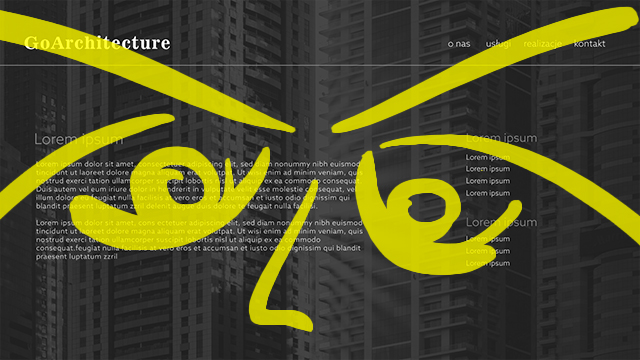 GoArchitecture
o nas usługi realizacje kontakt
Lorem ipsum
Lorem ipsum dolor sit amet, consectetuer adipiscing elit, sed diam nonummy nibh euismod
tincidunt ut laoreet dolore magna aliquam erat volutpat. Ut wisi enim ad minim veniam, quis
nostrud exerci tation ullamcorper suscipit lobortis nisl ut aliquip ex ea commodo consequat.
Duis autem vel eum iriure dolor in hendrerit in vulputate velit esse molestie consequat, vel
illum dolore eu feugiat nulla facilisis at
dignissim qui blandit praesent luptatum zzril delenit augue duis dolore te feugait nulla facilisi.
Lorem ipsum dolor sit amet, cons ectetuer adipiscing elit, sed diam nonummy nibh euismod
tincidunt ut laoreet dolore magna aliquam erat volutpat. Ut wisi enim ad minim veniam, quis
nostrud exerci tation ullamcorper suscipit lobortis nisl ut aliquip ex ea commodo
consequat.feugiat nulla facilisis at vero eros et accumsan et iusto odio dignissim qui blandit
praesent luptatum zzril
Lorem ipsum
Lorem ipsum
Lorem ipsum
Lorem ipsum
Lorem ipsum
Lorem ipsum
Lorem ipsum
Lorem ipsum
Lorem ipsum